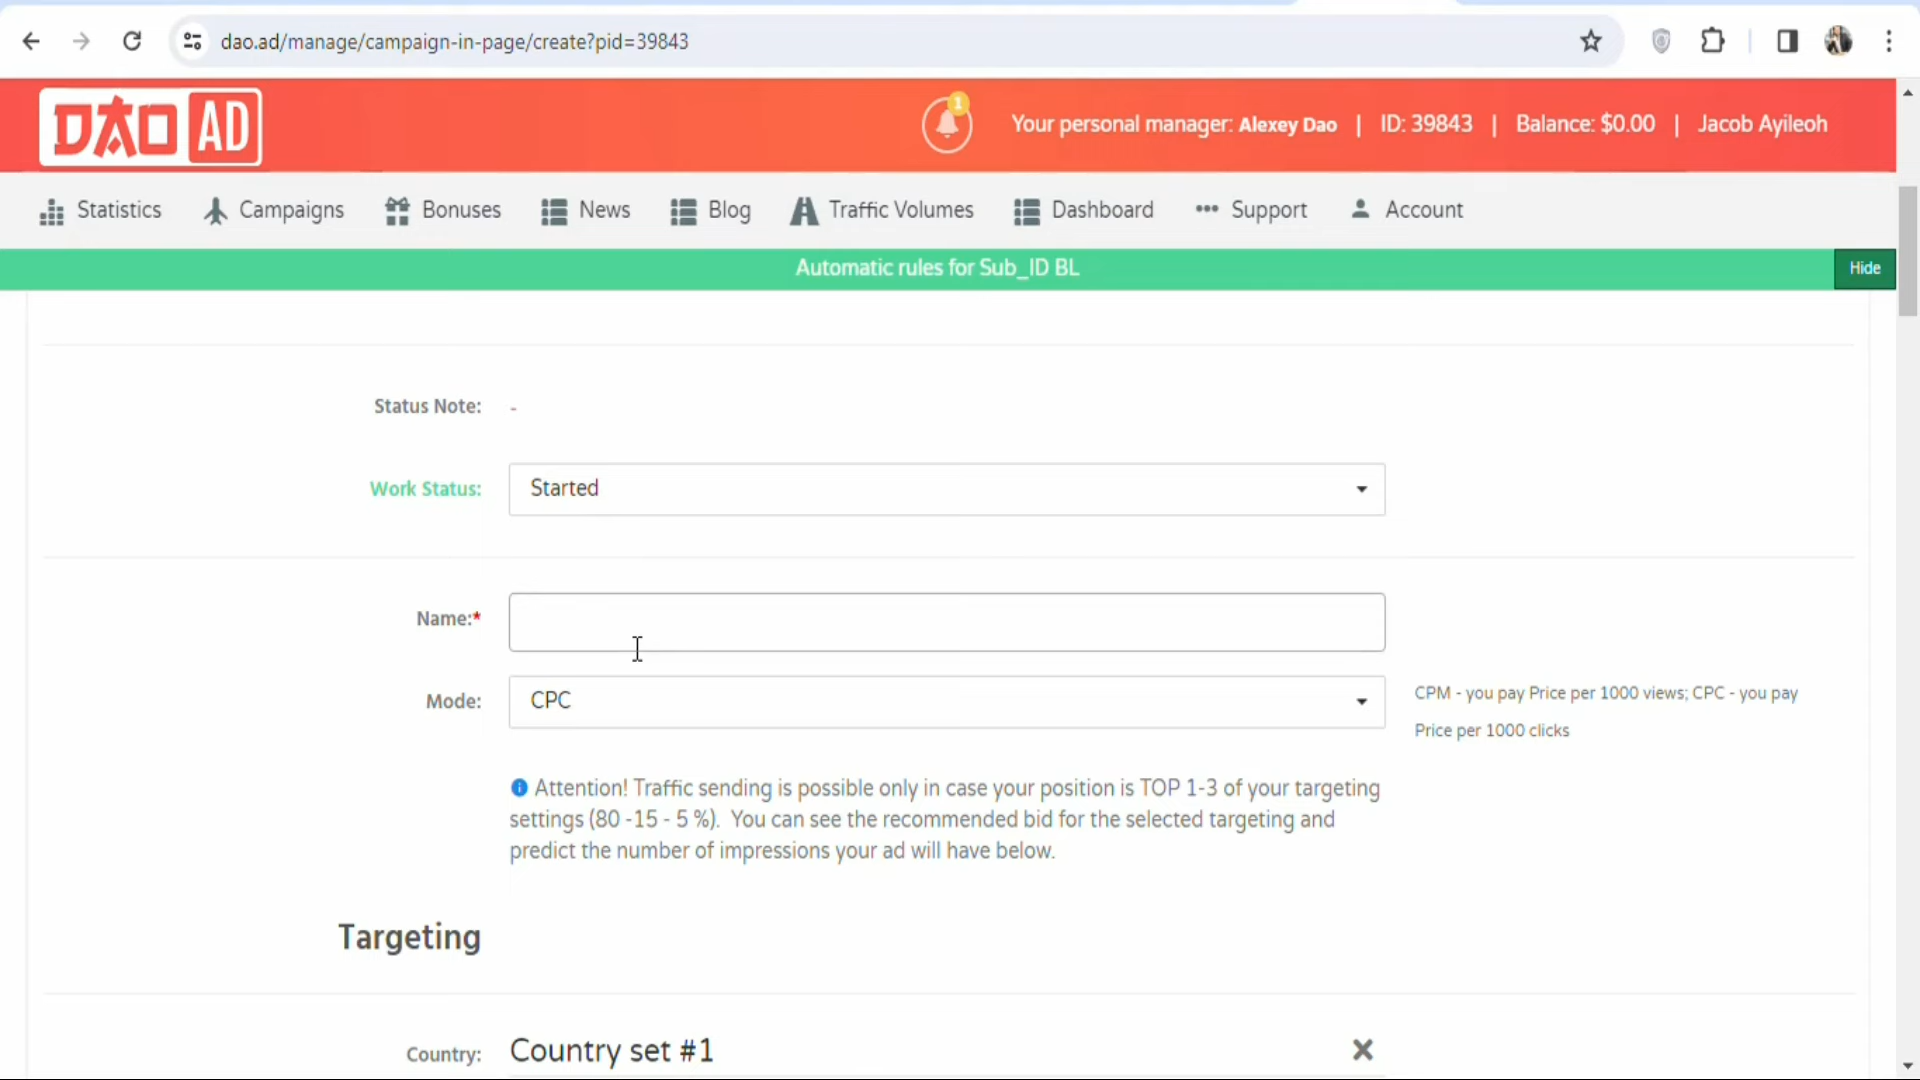 dao.ad/manage/campaign-in-page/create?pid=39843
DAO AD
1
Your personal manager: Alexey Dao | ID: 39843 | Balance: $0.00 | Jacob Ayileoh
Statistics Campaigns Bonuses News Blog Traffic Volumes Dashboard Support Account
Automatic rules for Sub_ID BL
Hide
Status Note: -
Work Status: Started
Name:*
Mode: CPC
CPM - you pay Price per 1000 views; CPC - you pay
Price per 1000 clicks
Attention! Traffic sending is possible only in case your position is TOP 1-3 of your targeting
settings (80 -15 - 5 %). You can see the recommended bid for the selected targeting and
predict the number of impressions your ad will have below.
Targeting
Country: Country set #1